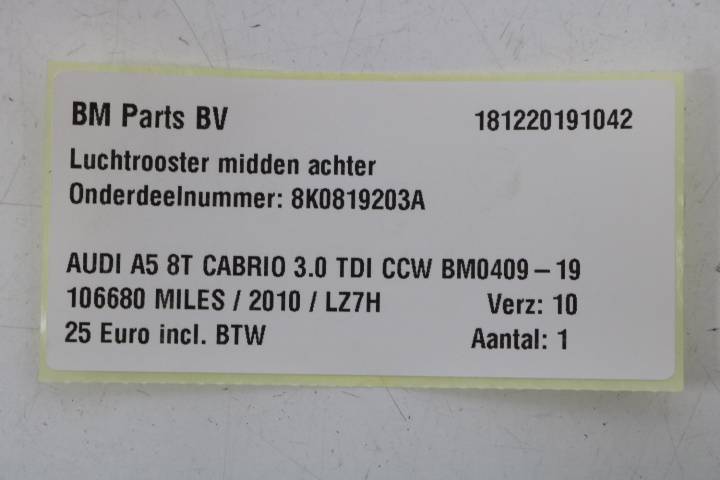 BM Parts BV 181220191042
Luchtrooster midden achter
Onderdeelnummer: 8K0819203A
AUDI A5 8T CABRIO 3.0 TDI CCW BM0409-19
106680 MILES / 2010 / LZ7H Verz: 10
25 Euro incl. BTW Aantal: 1